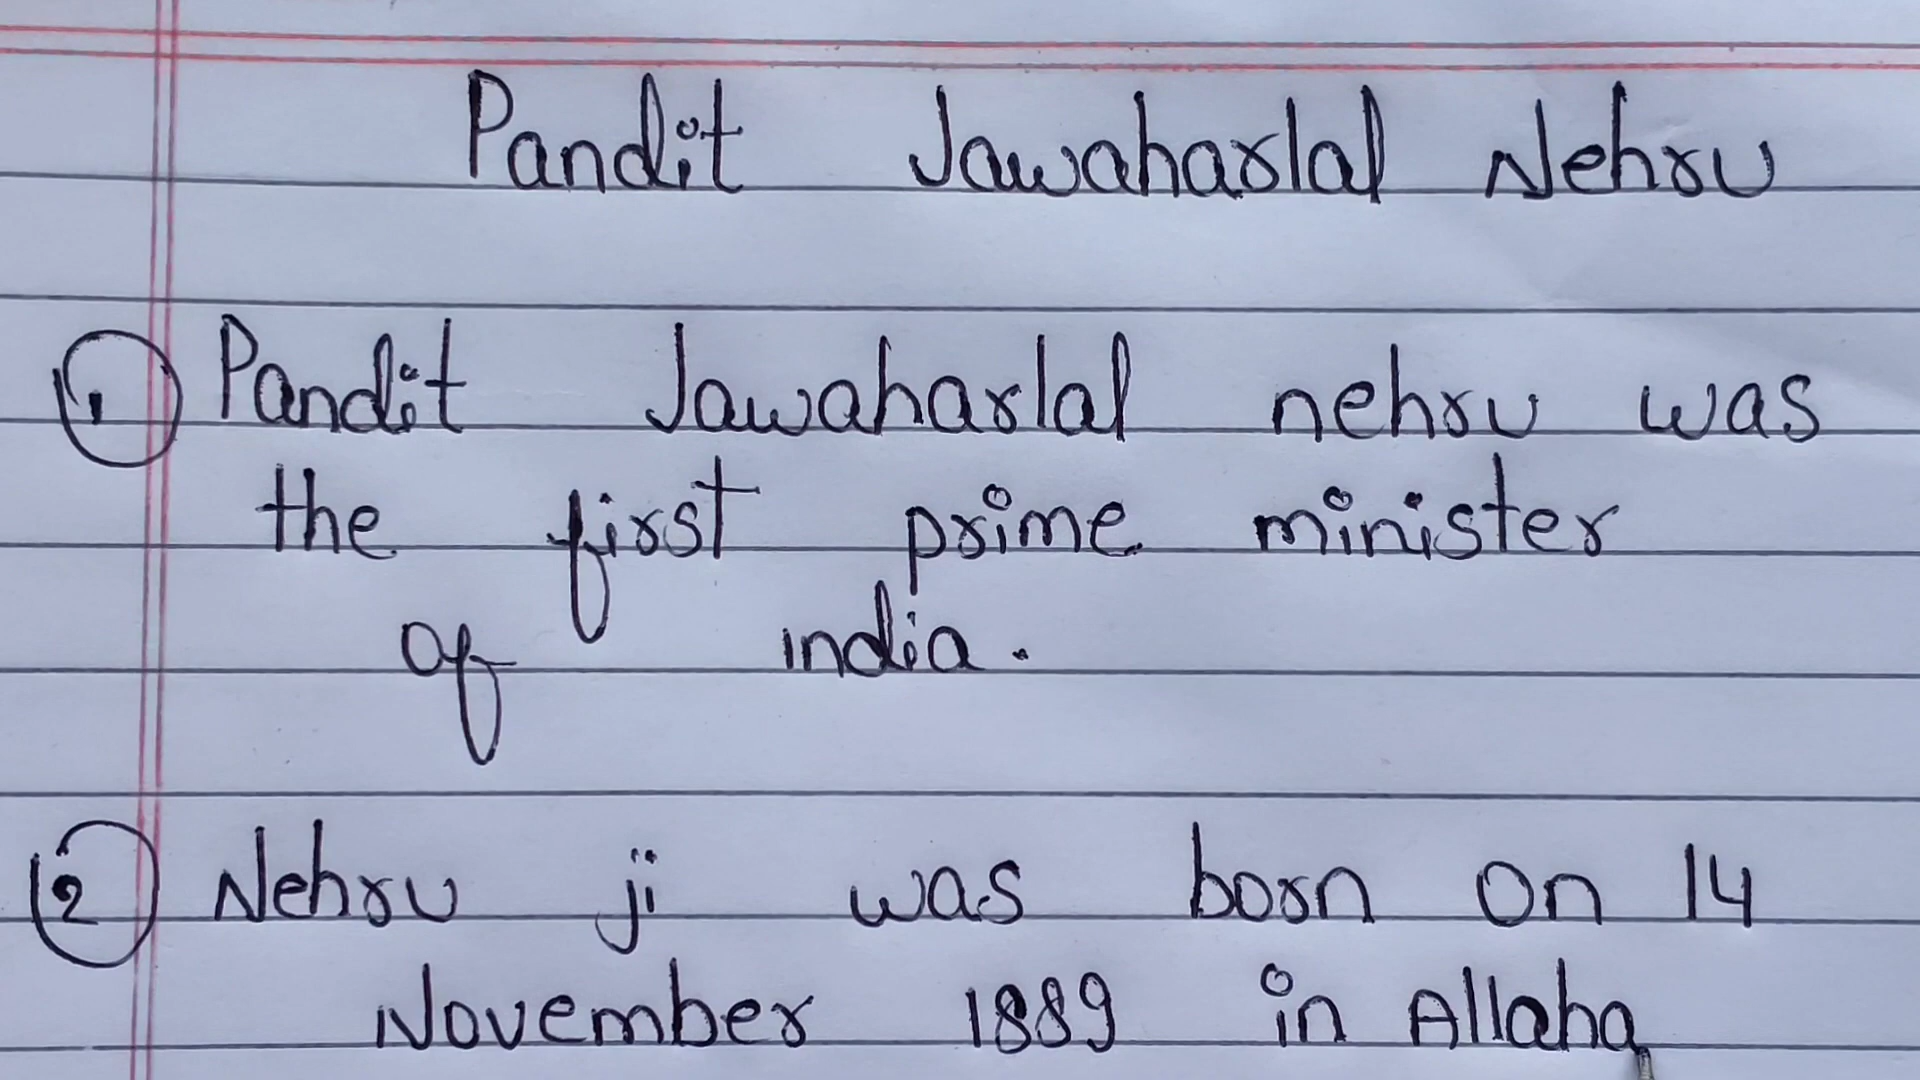 Pandit Jawaharlal Nehru
1 Pandit Jawaharlal nehru was
the first prime minister
of india.
2 Nehru ji was born on 14
November 1889 in Allaha